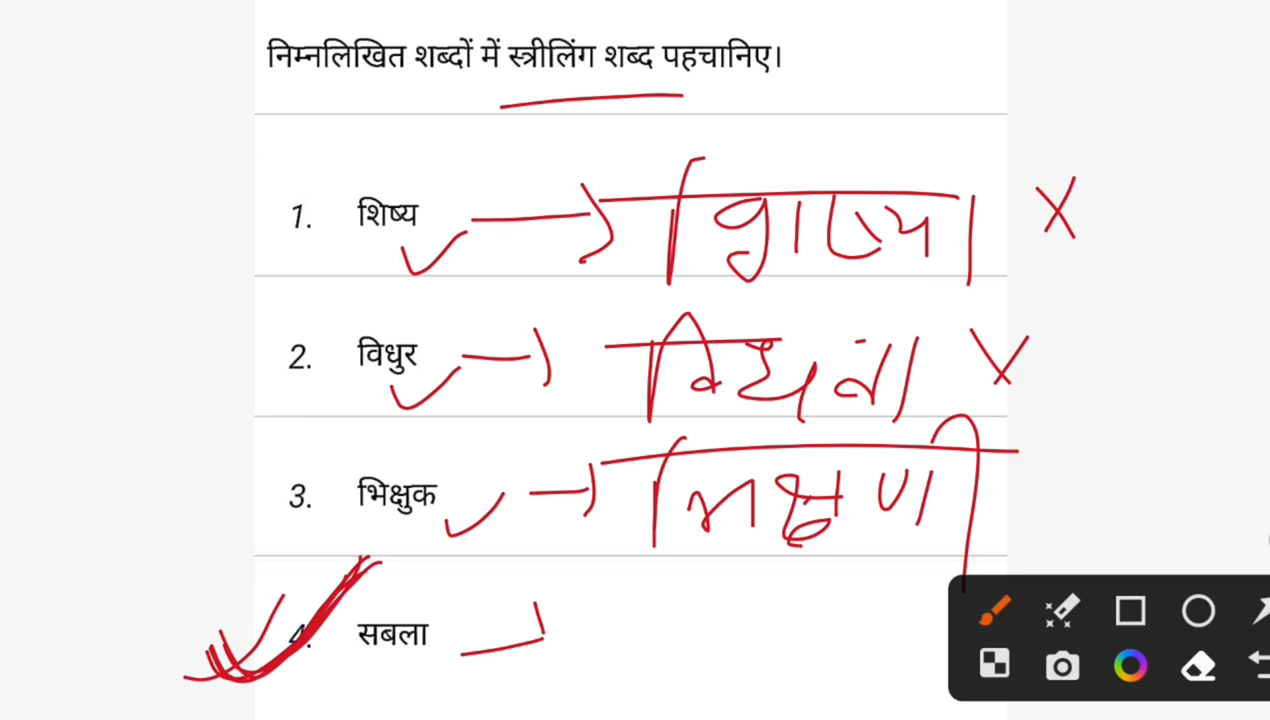 निम्नलिखित शब्दों में स्त्रीलिंग शब्द पहचानिए।
1. शिष्य शिष्या X
2. विधुर विधवा X
3. भिक्षुक भिक्षुणी
4. सबला